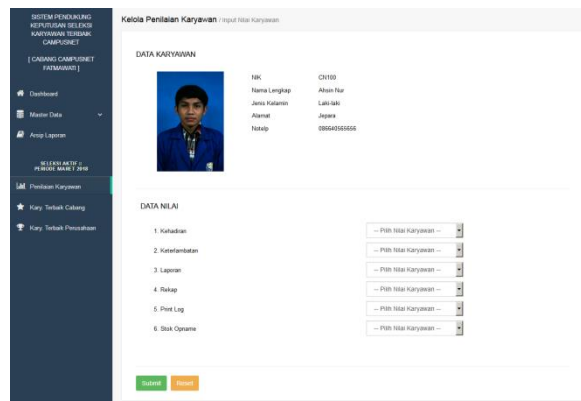 SISTEM PENDUKUNG
KEPUTUSAN SELEKSI
KARYAWAN TERBAIK
CAMPUSNET
[ CABANG CAMPUSNET
FATMAWATI ]
Dashboard
Master Data
Arsip Laporan
SELEKSI AKTIF ::
PERIODE MARET 2018
Penilaian Karyawan
Kary. Terbaik Cabang
Kary. Terbaik Perusahaan
Kelola Penilaian Karyawan / Input Nilai Karyawan
DATA KARYAWAN
NIK CN100
Nama Lengkap Ahsin Nur
Jenis Kelamin Laki-laki
Alamat Jepara
Notelp
DATA NILAI
1. Kehadiran -- Pilih Nilai Karyawan --
2. Keterlambatan -- Pilih Nilai Karyawan --
3. Laporan -- Pilih Nilai Karyawan --
4. Rekap -- Pilih Nilai Karyawan --
5. Print Log -- Pilih Nilai Karyawan --
6. Stok Opname -- Pilih Nilai Karyawan --
Submit Reset